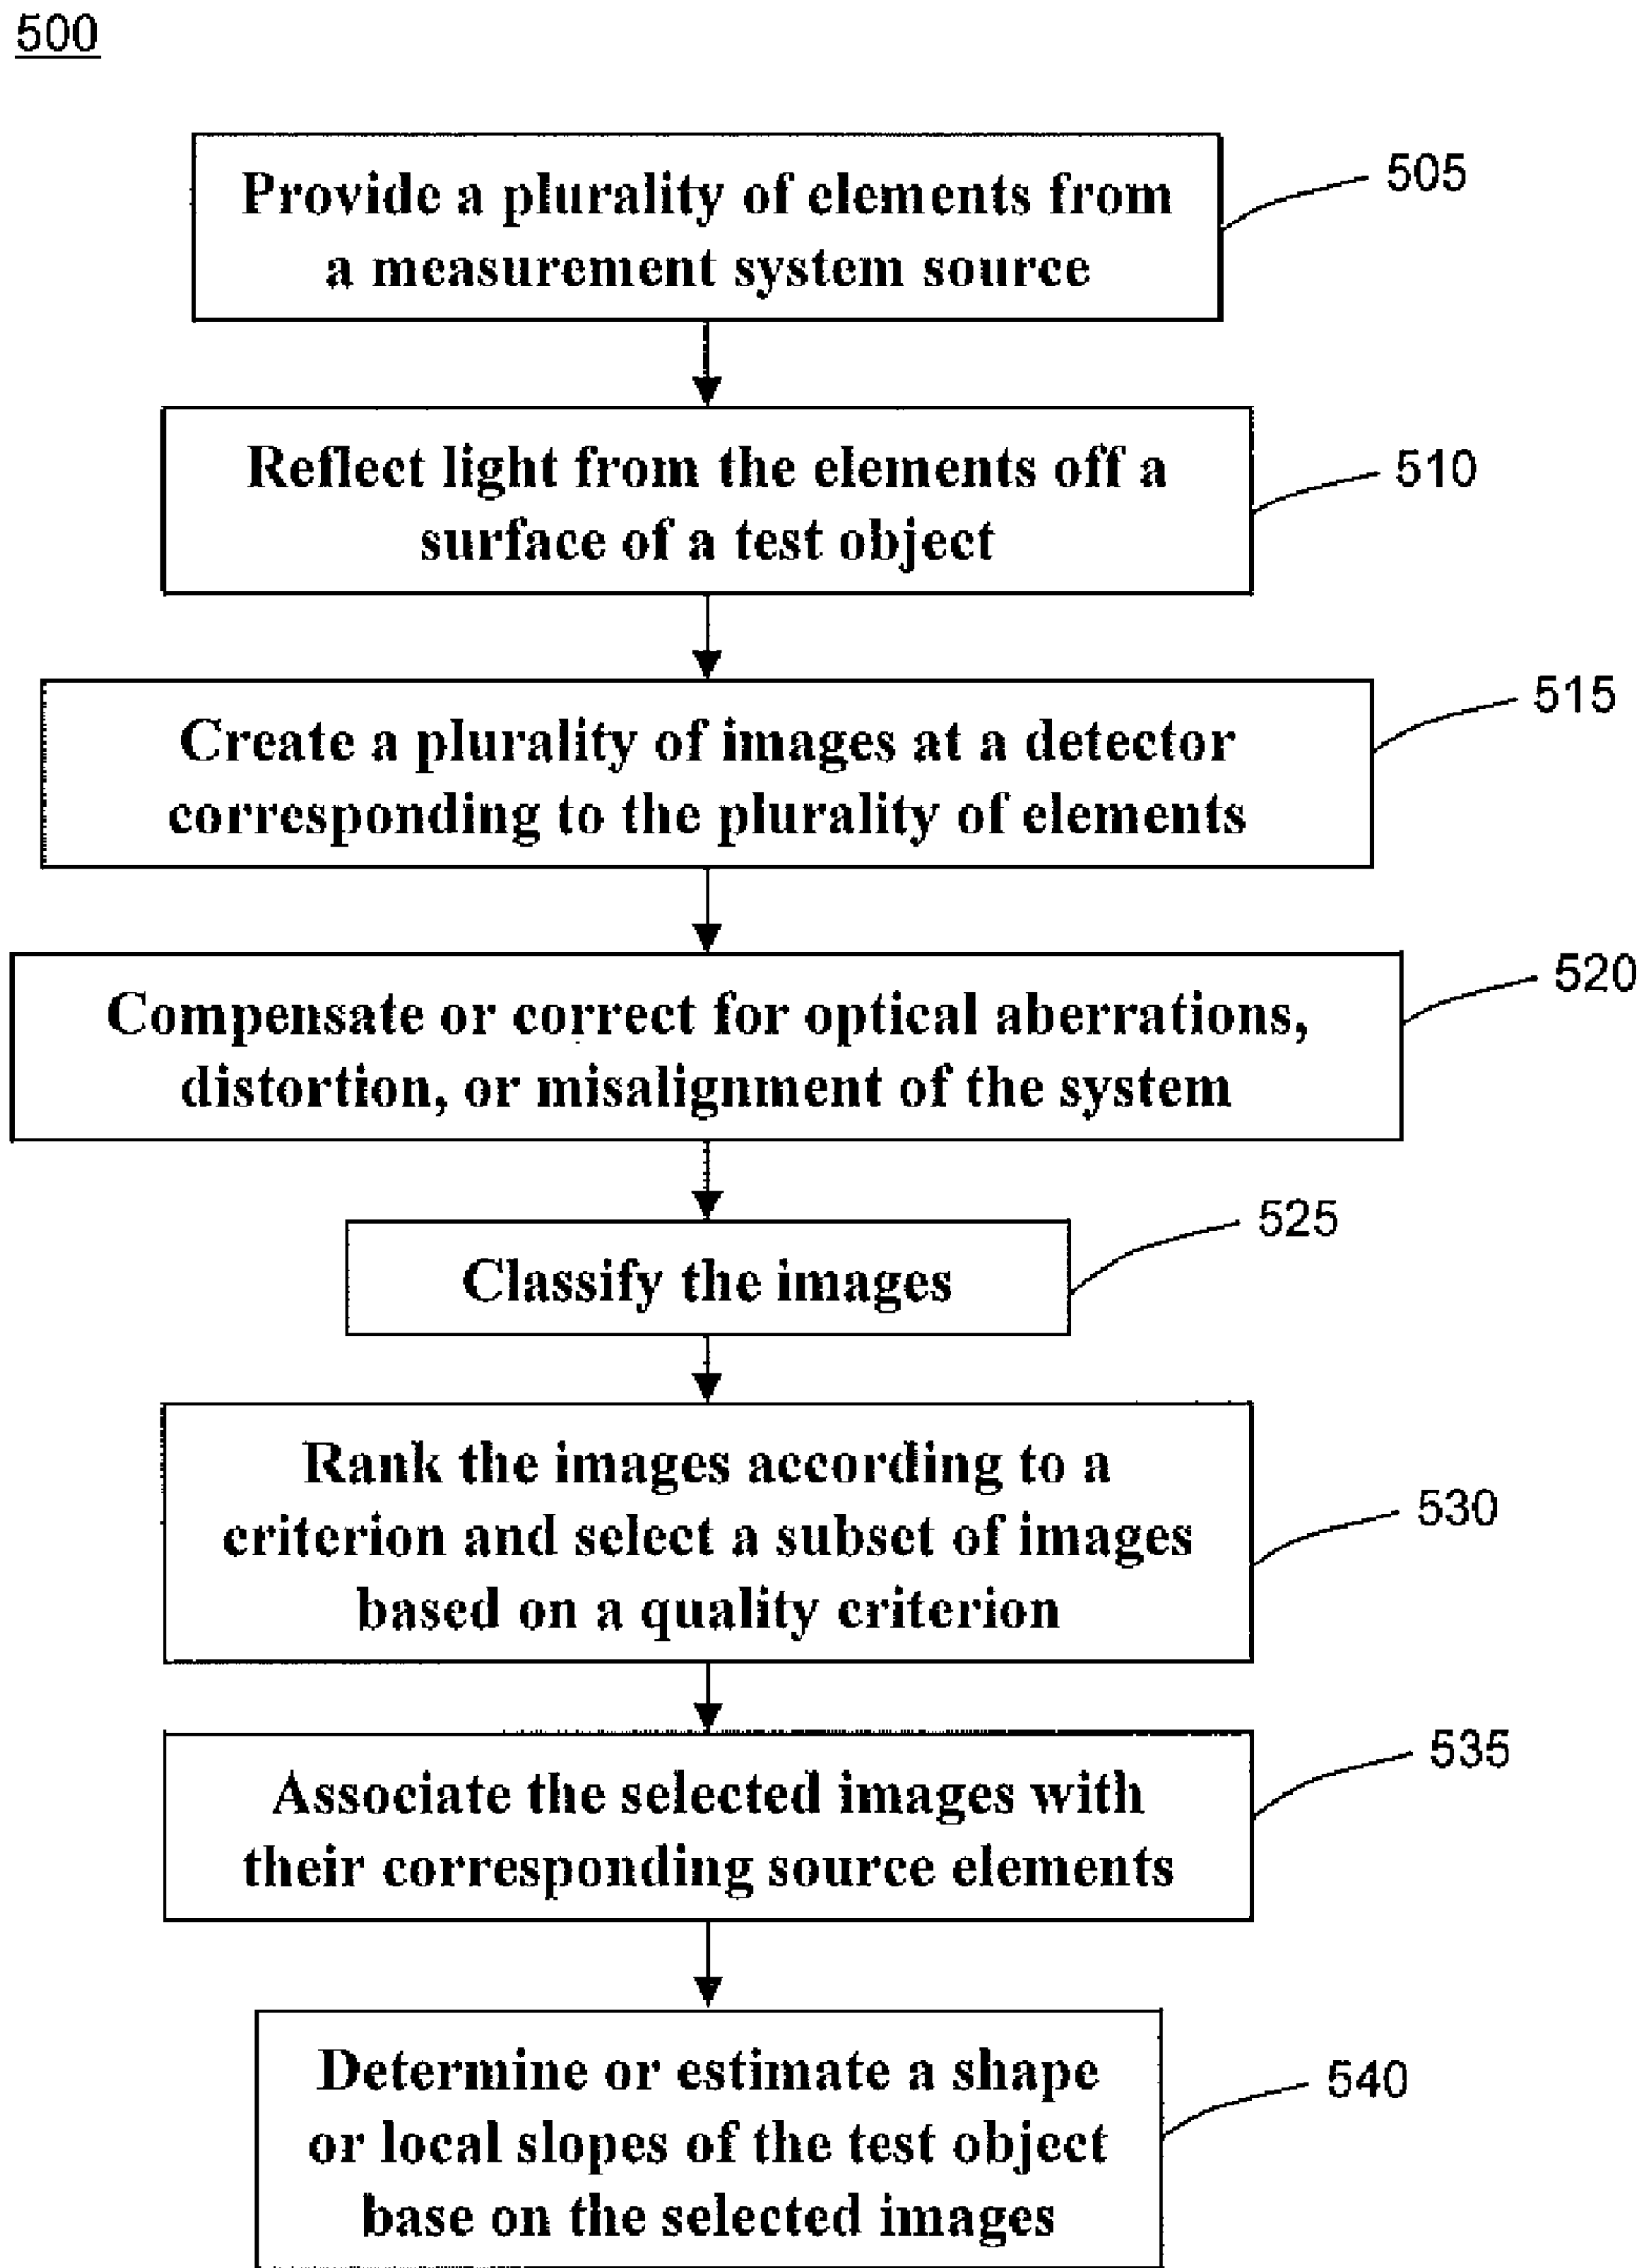 500
Provide a plurality of elements from
a measurement system source
505
Reflect light from the elements off a
surface of a test object
510
Create a plurality of images at a detector
corresponding to the plurality of elements
515
Compensate or correct for optical aberrations,
distortion, or misalignment of the system
520
Classify the images
525
Rank the images according to a
criterion and select a subset of images
based on a quality criterion
530
Associate the selected images with
their corresponding source elements
535
Determine or estimate a shape
or local slopes of the test object
base on the selected images
540